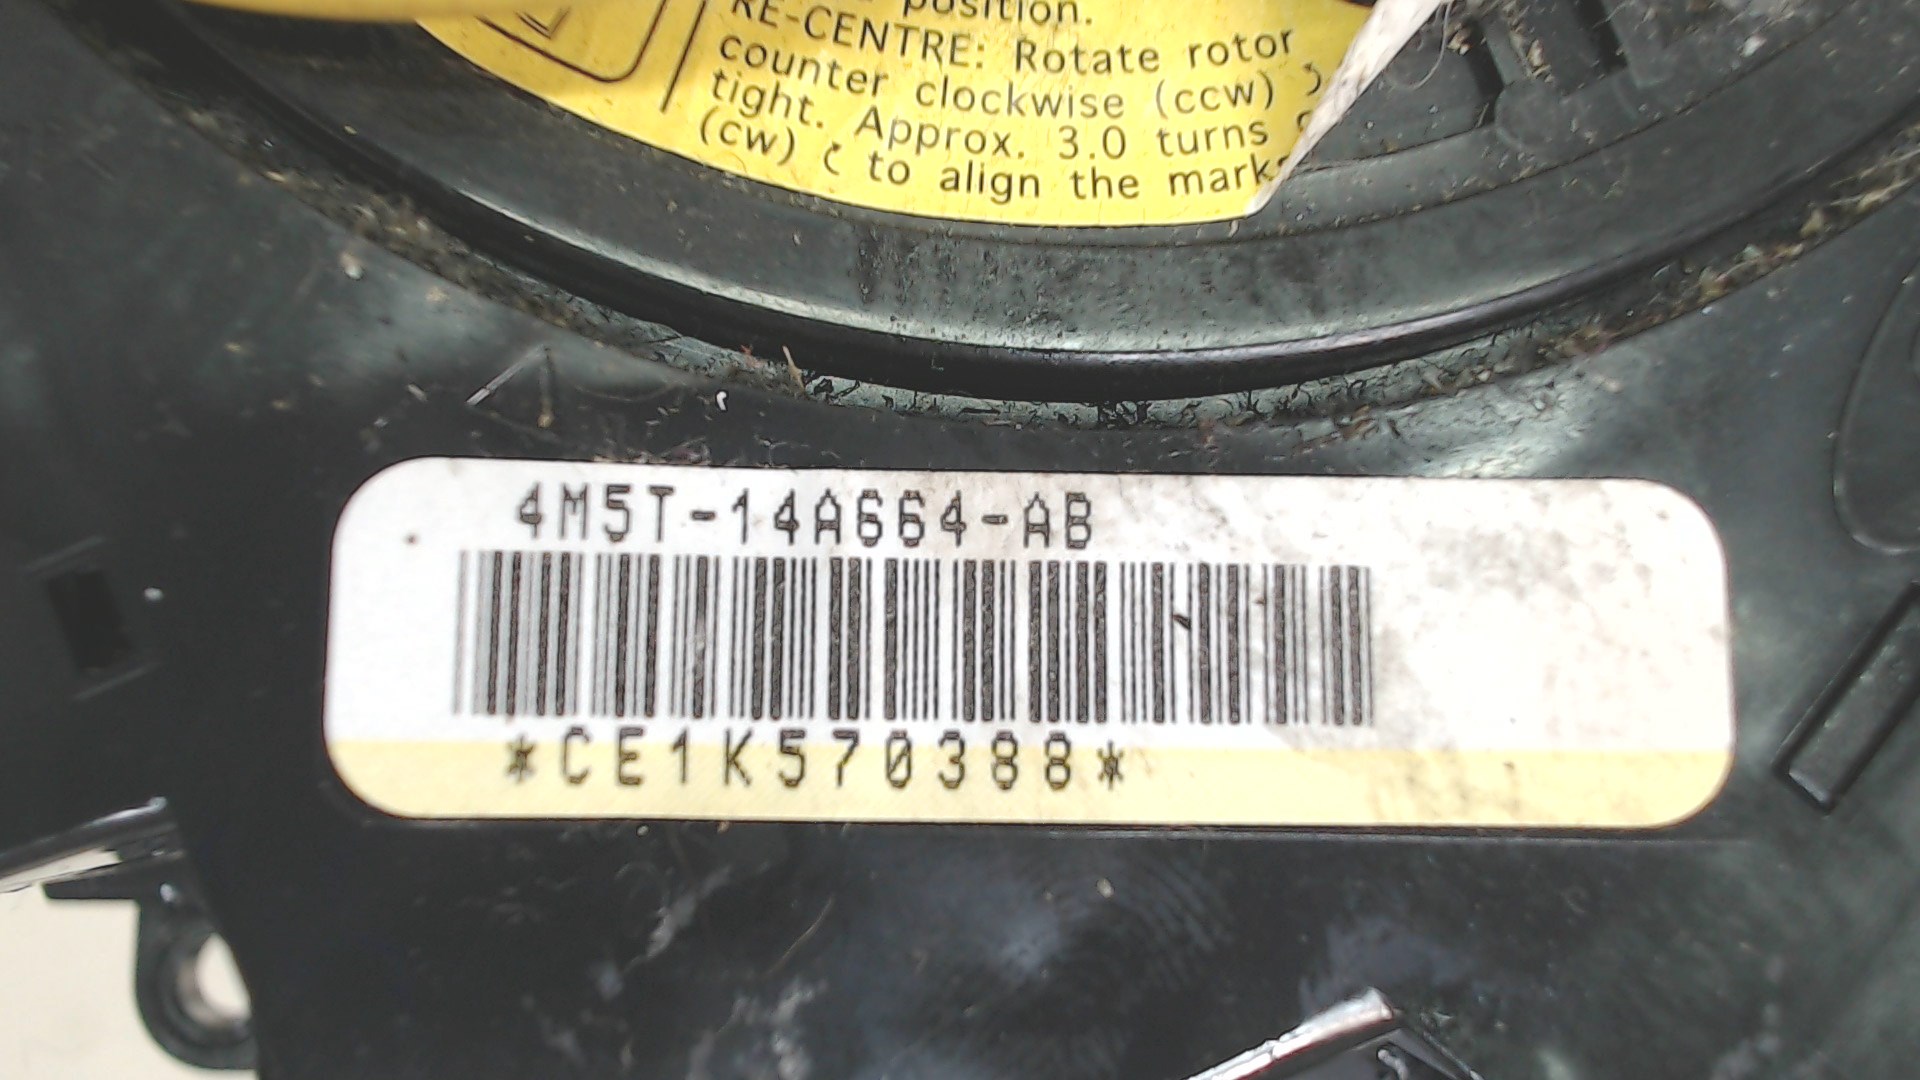 position.
RE-CENTRE: Rotate rotor
counter clockwise (ccw)
tight. Approx. 3.0 turns
(cw) to align the marks
4M5T-14A664-AB
*CE1K570388*